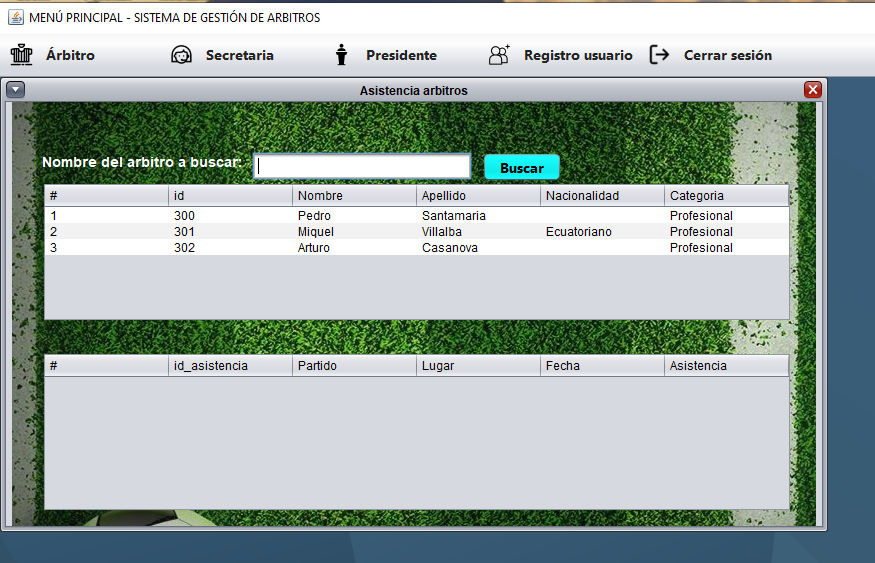 MENÚ PRINCIPAL - SISTEMA DE GESTIÓN DE ARBITROS
Árbitro Secretaria Presidente Registro usuario Cerrar sesión
Asistencia arbitros
Nombre del arbitro a buscar: Buscar
# id Nombre Apellido Nacionalidad Categoria
1 300 Pedro Santamaria Profesional
2 301 Miquel Villalba Ecuatoriano Profesional
3 302 Arturo Casanova Profesional
# id_asistencia Partido Lugar Fecha Asistencia